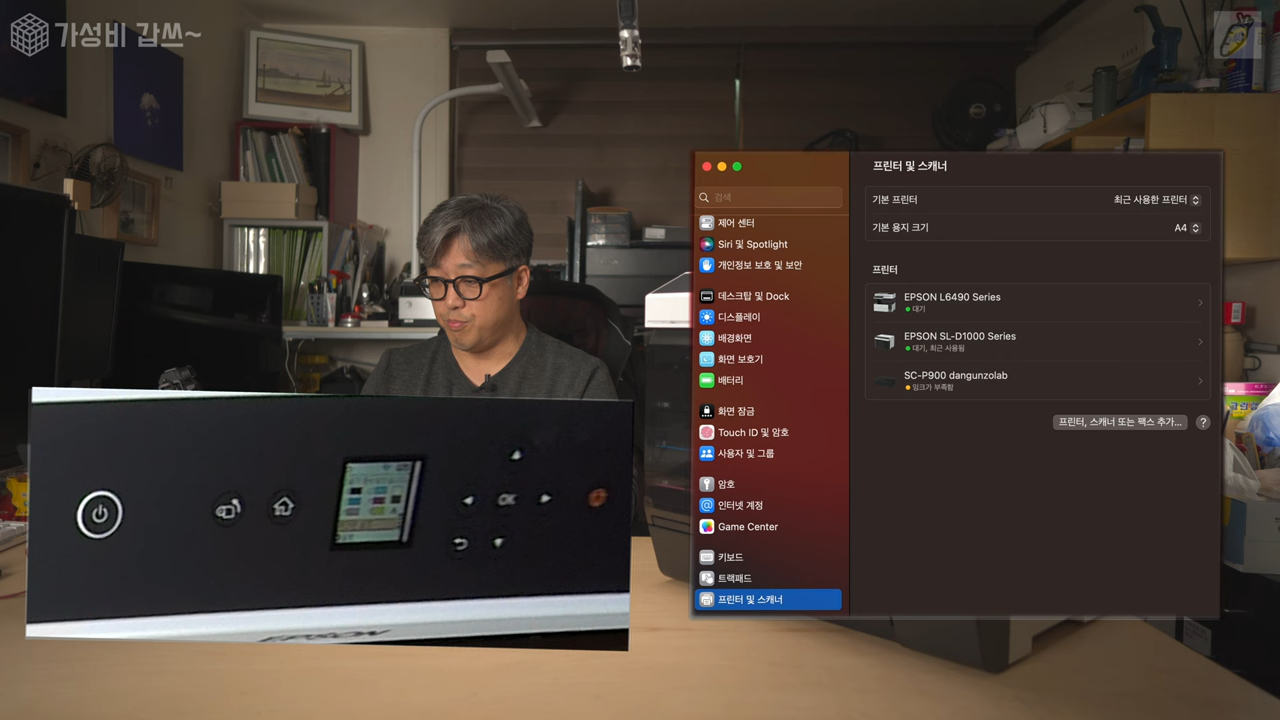 가성비 갑쓰~
검색
제어 센터
Siri 및 Spotlight
개인정보 보호 및 보안
데스크탑 및 Dock
디스플레이
배경화면
화면 보호기
배터리
화면 잠금
Touch ID 및 암호
사용자 및 그룹
암호
인터넷 계정
Game Center
키보드
트랙패드
프린터 및 스캐너
프린터 및 스캐너
기본 프린터
최근 사용한 프린터
기본 용지 크기
A4
프린터
EPSON L6490 Series
대기
EPSON SL-D1000 Series
대기, 최근 사용됨
SC-P900 dangunzolab
잉크가 부족함
프린터, 스캐너 또는 팩스 추가...
?
OK
EPSON